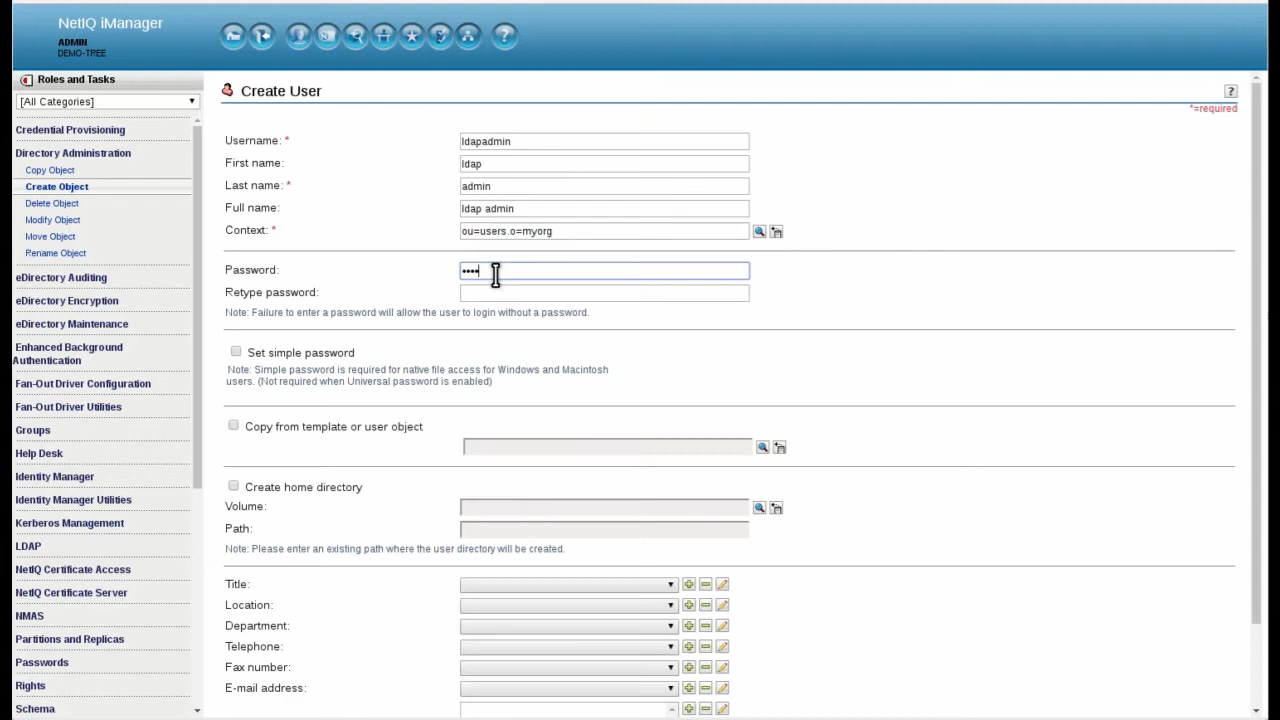 NetIQ iManager
ADMIN
DEMO-TREE
Roles and Tasks
[All Categories]
Credential Provisioning
Directory Administration
Copy Object
Create Object
Delete Object
Modify Object
Move Object
Rename Object
eDirectory Auditing
eDirectory Encryption
eDirectory Maintenance
Enhanced Background
Authentication
Fan-Out Driver Configuration
Fan-Out Driver Utilities
Groups
Help Desk
Identity Manager
Identity Manager Utilities
Kerberos Management
LDAP
NetIQ Certificate Access
NetIQ Certificate Server
NMAS
Partitions and Replicas
Passwords
Rights
Schema
Create User
?
*=required
Username: * ldapadmin
First name: ldap
Last name: * admin
Full name: ldap admin
Context: * ou=users.o=myorg
Password: ••••
Retype password:
Note: Failure to enter a password will allow the user to login without a password.
Set simple password
Note: Simple password is required for native file access for Windows and Macintosh
users. (Not required when Universal password is enabled)
Copy from template or user object
Create home directory
Volume:
Path:
Note: Please enter an existing path where the user directory will be created.
Title:
Location:
Department:
Telephone:
Fax number:
E-mail address: